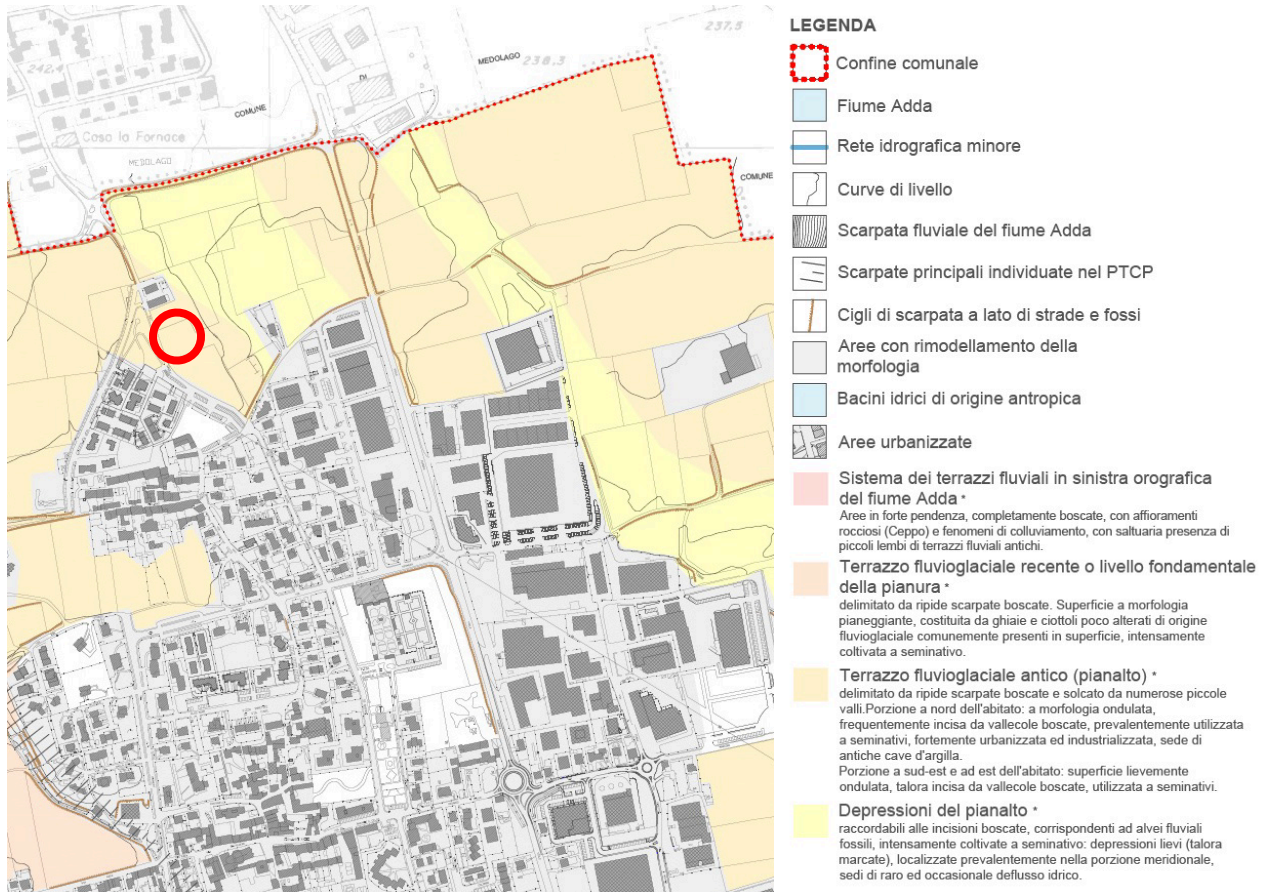 237.5
MEDOLAGO
238.3
242.4
DI
COMUNE
Casa la Fornace
MEDOLAGO
COMUNE
LEGENDA
Confine comunale
Fiume Adda
Rete idrografica minore
Curve di livello
Scarpata fluviale del fiume Adda
Scarpate principali individuate nel PTCP
Cigli di scarpata a lato di strade e fossi
Aree con rimodellamento della
morfologia
Bacini idrici di origine antropica
Aree urbanizzate
Sistema dei terrazzi fluviali in sinistra orografica
del fiume Adda *
Aree in forte pendenza, completamente boscate, con affioramenti
rocciosi (Ceppo) e fenomeni di colluviamento, con saltuaria presenza di
piccoli lembi di terrazzi fluviali antichi.
Terrazzo fluvioglaciale recente o livello fondamentale
della pianura *
delimitato da ripide scarpate boscate. Superficie a morfologia
pianeggiante, costituita da ghiaie e ciottoli poco alterati di origine
fluvioglaciale comunemente presenti in superficie, intensamente
coltivata a seminativo.
Terrazzo fluvioglaciale antico (pianalto) *
delimitato da ripide scarpate boscate e solcato da numerose piccole
valli.Porzione a nord dell'abitato: a morfologia ondulata,
frequentemente incisa da vallecole boscate, prevalentemente utilizzata
a seminativi, fortemente urbanizzata ed industrializzata, sede di
antiche cave d'argilla.
Porzione a sud-est e ad est dell'abitato: superficie lievemente
ondulata, talora incisa da vallecole boscate, utilizzata a seminativi.
Depressioni del pianalto *
raccordabili alle incisioni boscate, corrispondenti ad alvei fluviali
fossili, intensamente coltivate a seminativo: depressioni lievi (talora
marcate), localizzate prevalentemente nella porzione meridionale,
sedi di raro ed occasionale deflusso idrico.